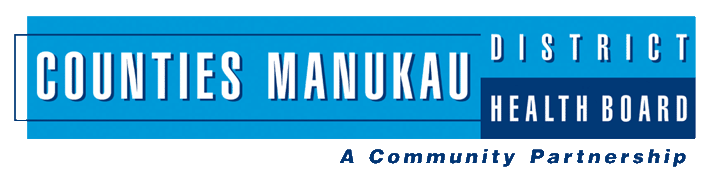 COUNTIES MANUKAU
DISTRICT
HEALTH BOARD
A Community Partnership